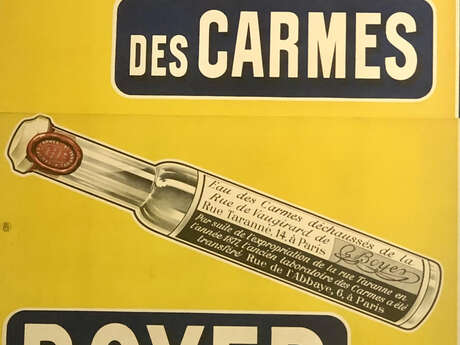 DES CARMES
Eau des Carmes déchaussés de la
Rue de Vaugirard de
Rue Taranne, 14, à Paris
Boyer
Par suite de l'expropriation de la rue Taranne en
l'année 1877, l'ancien laboratoire des Carmes a été
transféré Rue de l'Abbaye, 6, à Paris
BOYER